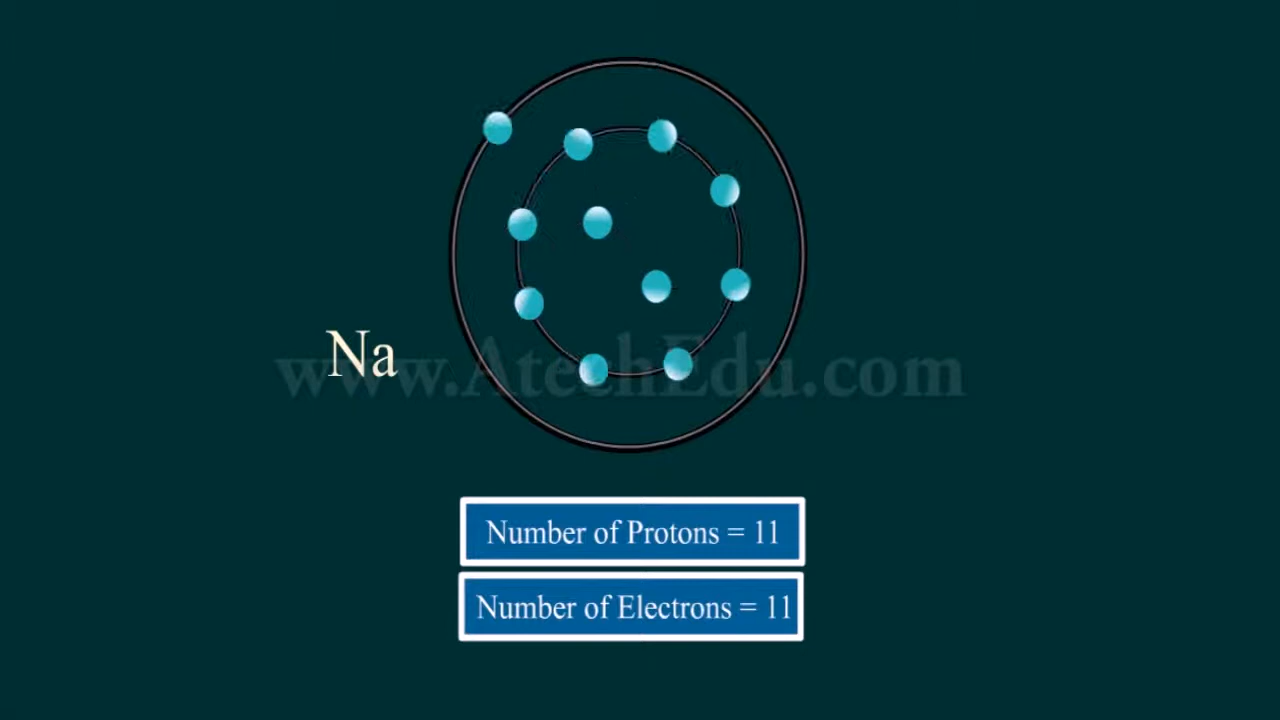 Na
www.AtechEdu.com
Number of Protons = 11
Number of Electrons = 11